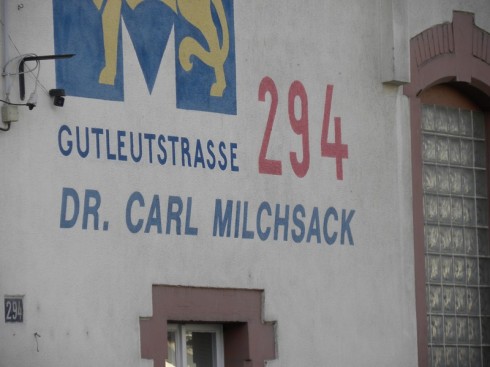 M
GUTLEUTSTRASSE 294
DR. CARL MILCHSACK
294